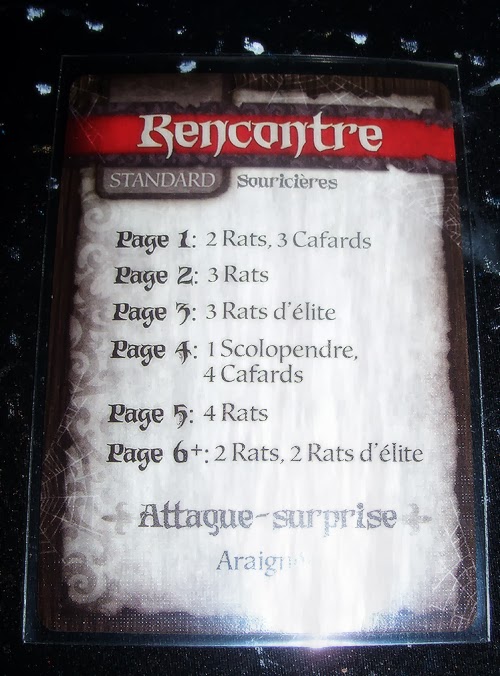 Rencontre
STANDARD Souricières
Page 1: 2 Rats, 3 Cafards
Page 2: 3 Rats
Page 3: 3 Rats d'élite
Page 4: 1 Scolopendre,
4 Cafards
Page 5: 4 Rats
Page 6+: 2 Rats, 2 Rats d'élite
Attaque-surprise